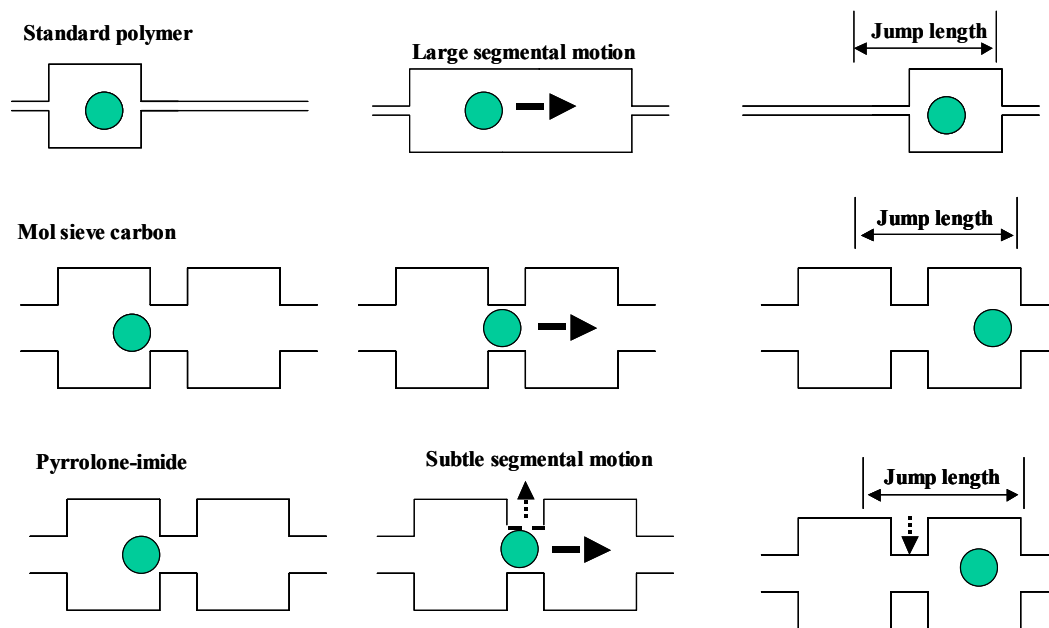 Standard polymer
Large segmental motion
Jump length
Mol sieve carbon
Jump length
Pyrrolone-imide
Subtle segmental motion
Jump length